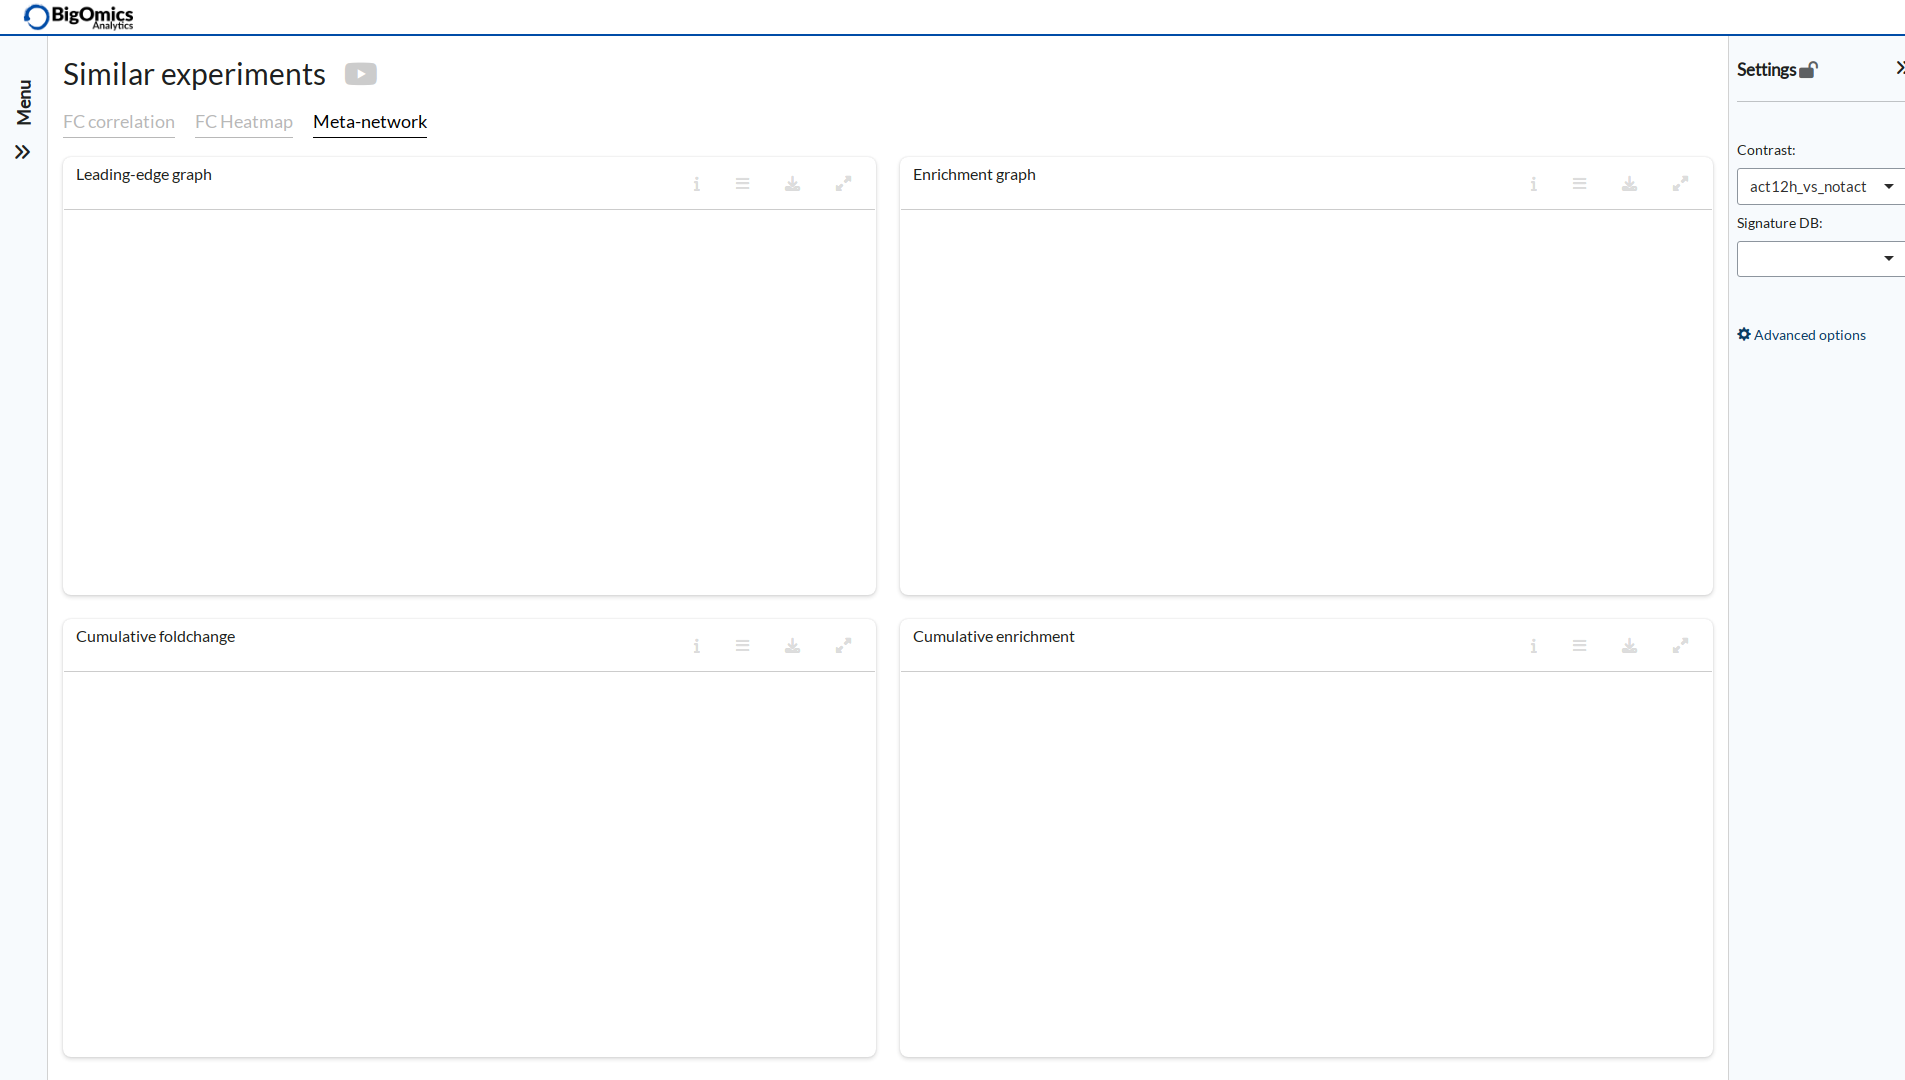 BigOmics
Analytics
Menu
Similar experiments
FC correlation
FC Heatmap
Meta-network
Leading-edge graph
Enrichment graph
Cumulative foldchange
Cumulative enrichment
Settings
Contrast:
act12h_vs_notact
Signature DB:
Advanced options